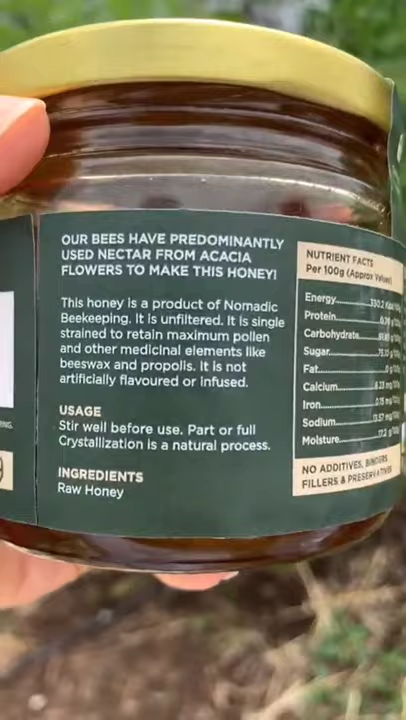 OUR BEES HAVE PREDOMINANTLY
USED NECTAR FROM ACACIA
FLOWERS TO MAKE THIS HONEY!
This honey is a product of Nomadic
Beekeeping. It is unfiltered. It is single
strained to retain maximum pollen
and other medicinal elements like
beeswax and propolis. It is not
artificially flavoured or infused.
USAGE
Stir well before use. Part or full
Crystallization is a natural process.
INGREDIENTS
Raw Honey
NUTRIENT FACTS
Per 100g (Approx Values)
Energy
Protein
Carbohydrate
Sugar
Fat
Calcium
Iron
Sodium
Moisture
NO ADDITIVES, BINDERS
FILLERS & PRESERVATIVES